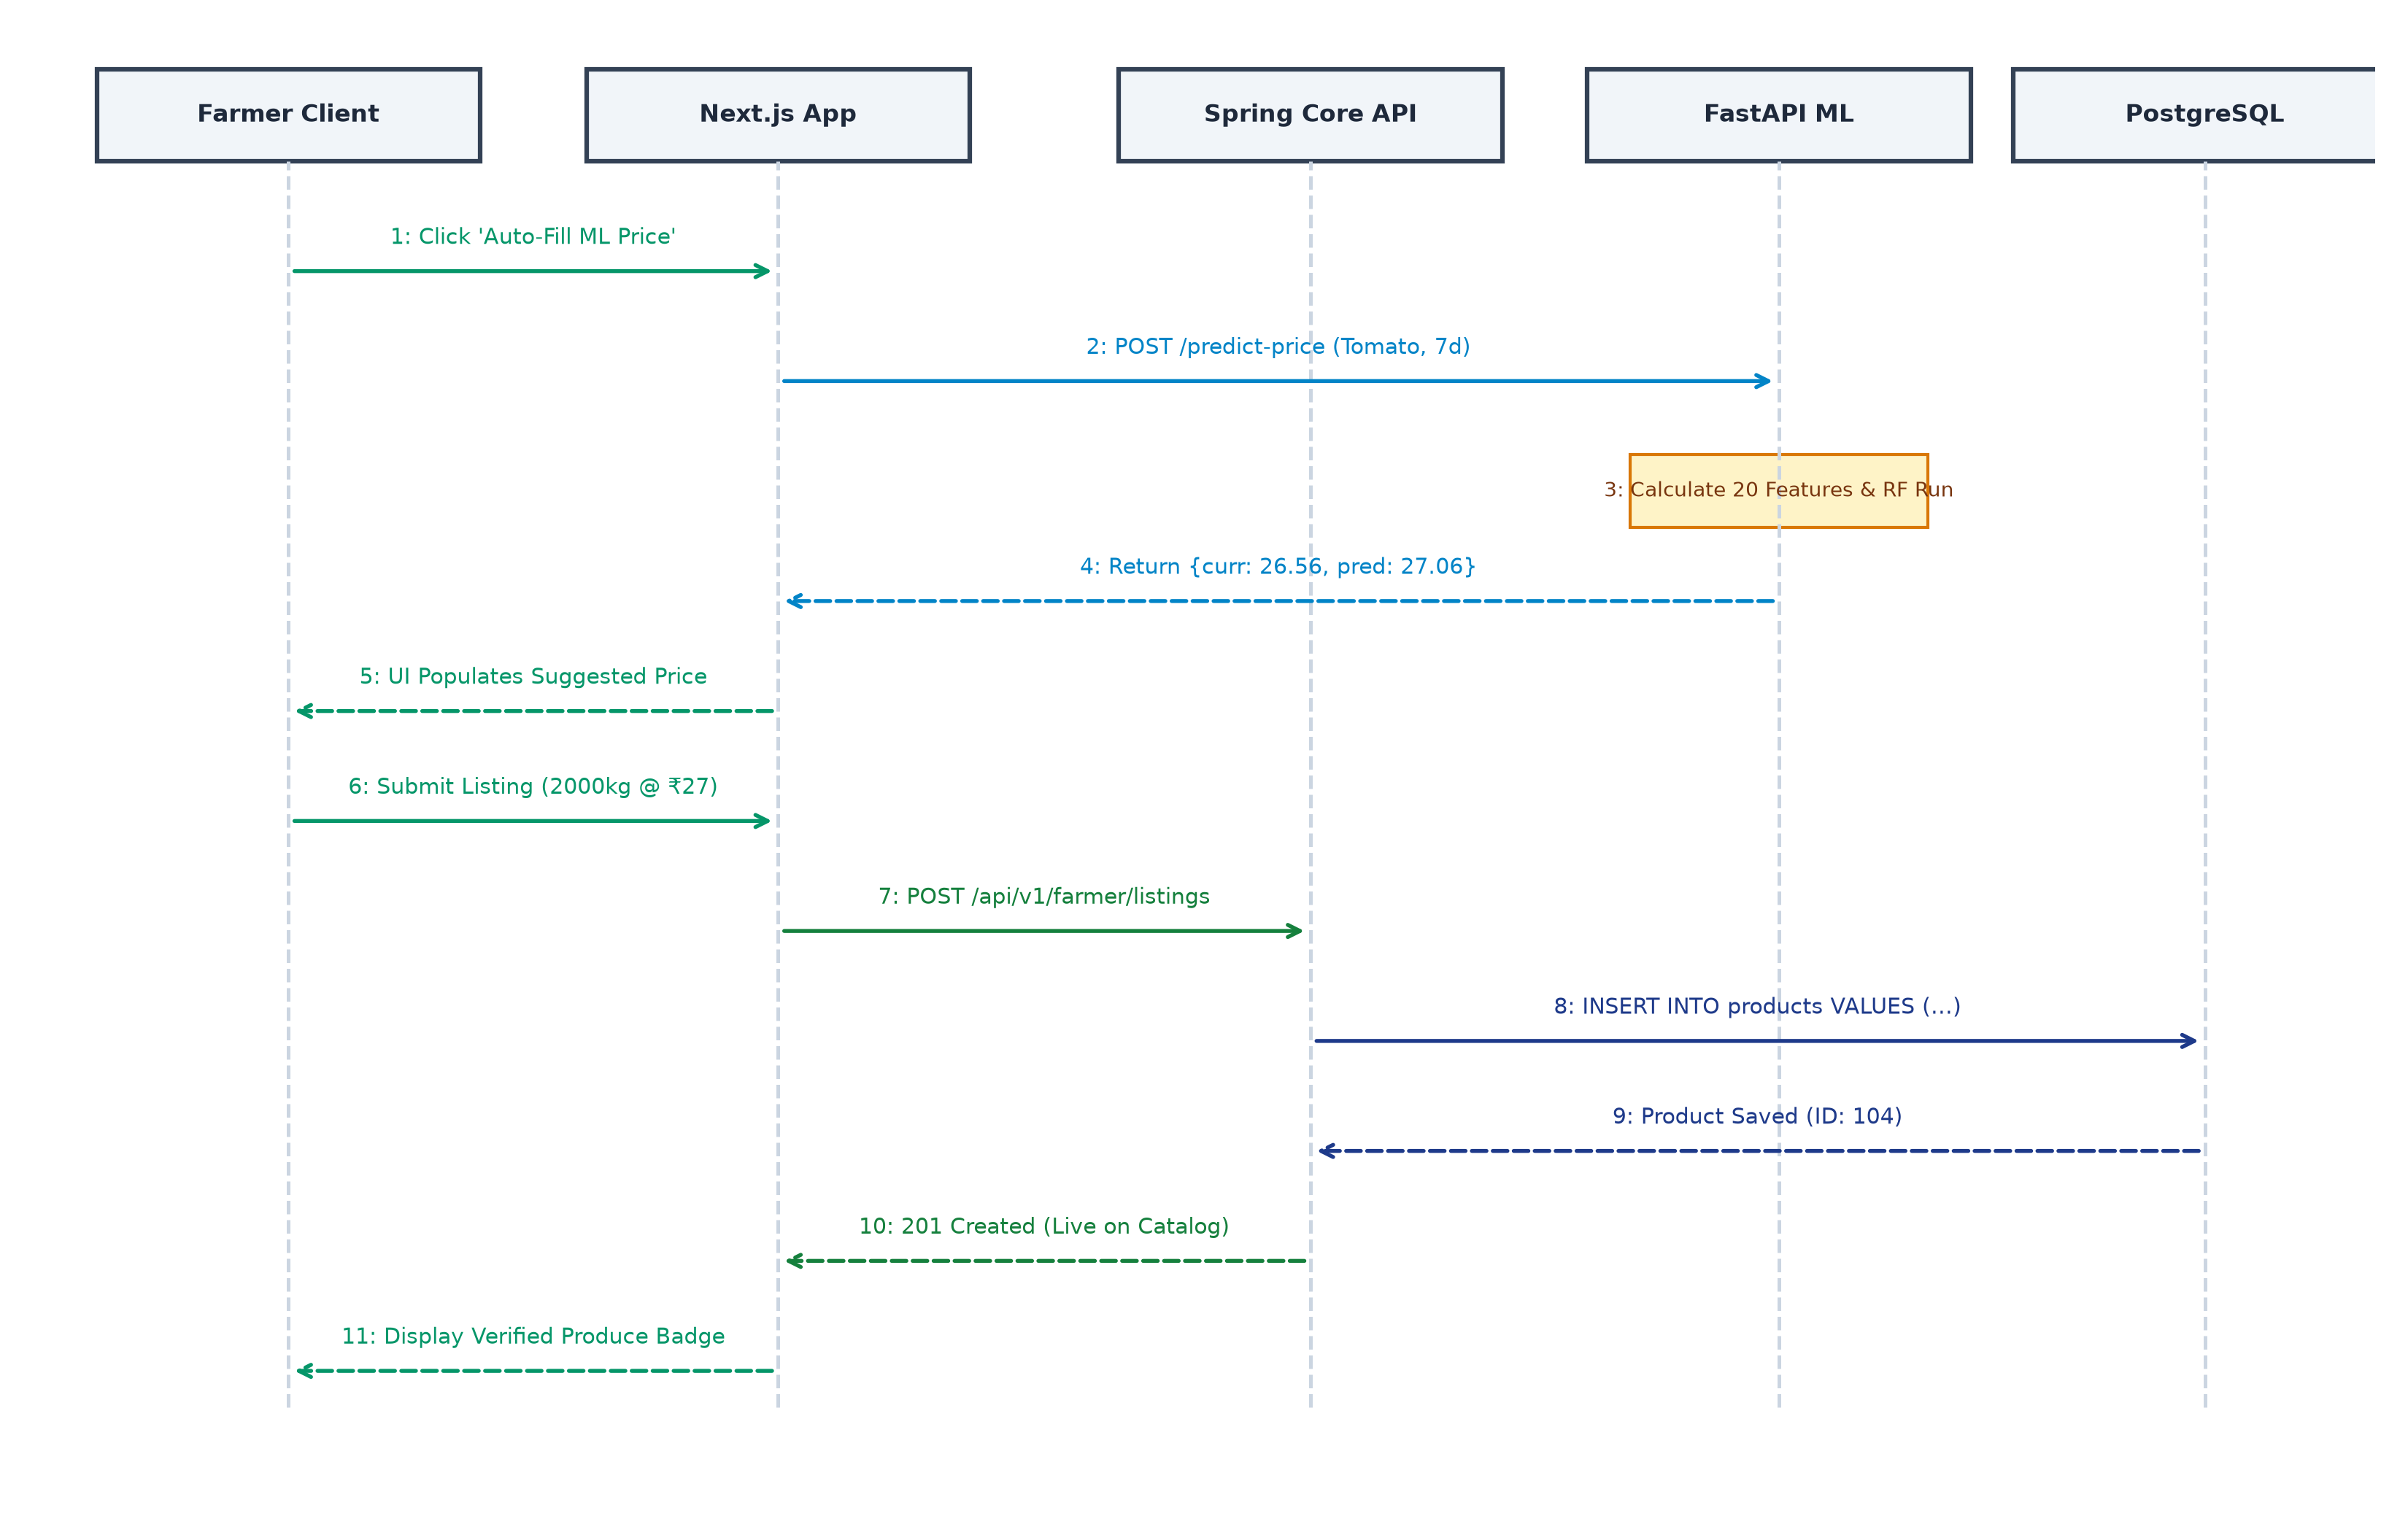 Farmer Client
Next.js App
Spring Core API
FastAPI ML
PostgreSQL
1: Click 'Auto-Fill ML Price'
2: POST /predict-price (Tomato, 7d)
3: Calculate 20 Features & RF Run
4: Return {curr: 26.56, pred: 27.06}
5: UI Populates Suggested Price
6: Submit Listing (2000kg @ ₹27)
7: POST /api/v1/farmer/listings
8: INSERT INTO products VALUES (...)
9: Product Saved (ID: 104)
10: 201 Created (Live on Catalog)
11: Display Verified Produce Badge